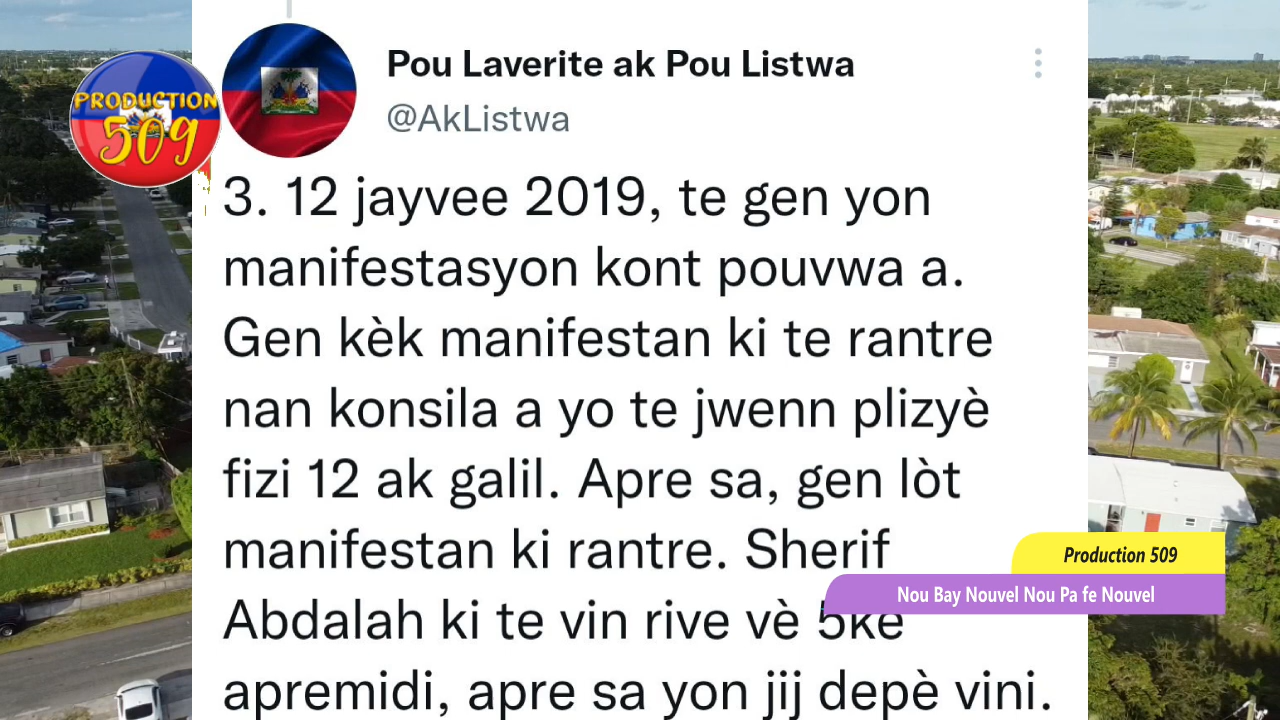 PRODUCTION
509
Pou Laverite ak Pou Listwa
@AkListwa
3. 12 jayvee 2019, te gen yon
manifestasyon kont pouvwa a.
Gen kèk manifestan ki te rantre
nan konsila a yo te jwenn plizyè
fizi 12 ak galil. Apre sa, gen lòt
manifestan ki rantre. Sherif
Abdalah ki te vin rive vè 5kè
apremidi, apre sa yon jij depè vini.
Production 509
Nou Bay Nouvel Nou Pa fe Nouvel